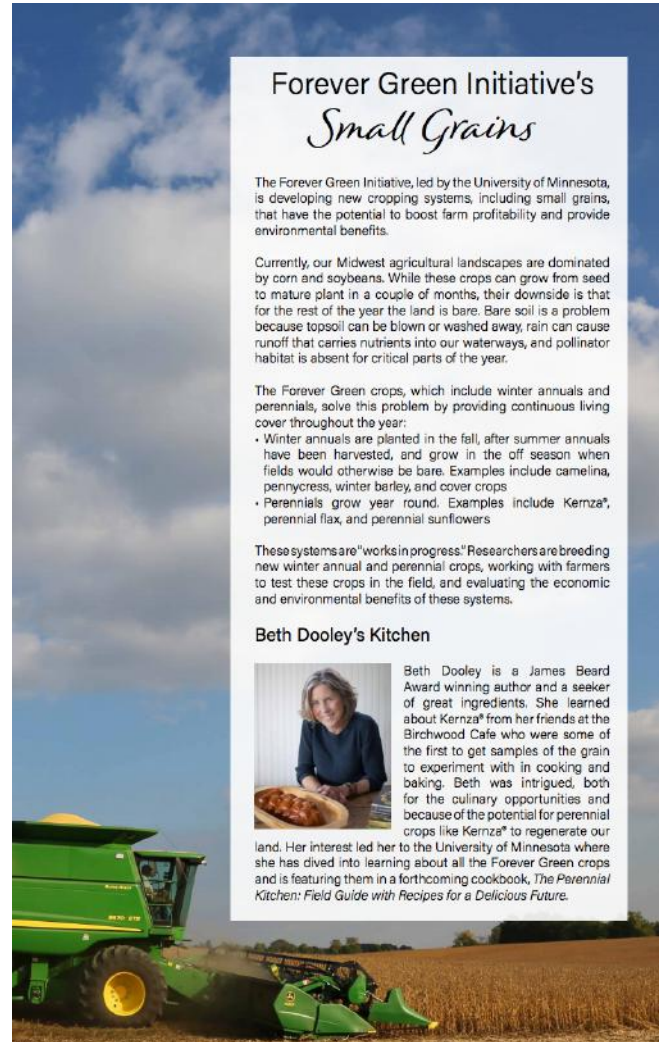 Forever Green Initiative's
Small Grains
The Forever Green Initiative, led by the University of Minnesota,
is developing new cropping systems, including small grains,
that have the potential to boost farm profitability and provide
environmental benefits.
Currently, our Midwest agricultural landscapes are dominated
by corn and soybeans. While these crops can grow from seed
to mature plant in a couple of months, their downside is that
for the rest of the year the land is bare. Bare soil is a problem
because topsoil can be blown or washed away, rain can cause
runoff that carries nutrients into our waterways, and pollinator
habitat is absent for critical parts of the year.
The Forever Green crops, which include winter annuals and
perennials, solve this problem by providing continuous living
cover throughout the year:
• Winter annuals are planted in the fall, after summer annuals
have been harvested, and grow in the off season when
fields would otherwise be bare. Examples include camelina,
pennycress, winter barley, and cover crops
• Perennials grow year round. Examples include Kernza®,
perennial flax, and perennial sunflowers
These systems are "works in progress." Researchers are breeding
new winter annual and perennial crops, working with farmers
to test these crops in the field, and evaluating the economic
and environmental benefits of these systems.
Beth Dooley's Kitchen
Beth Dooley is a James Beard
Award winning author and a seeker
of great ingredients. She learned
about Kernza® from her friends at the
Birchwood Cafe who were some of
the first to get samples of the grain
to experiment with in cooking and
baking. Beth was intrigued, both
for the culinary opportunities and
because of the potential for perennial
crops like Kernza® to regenerate our
land. Her interest led her to the University of Minnesota where
she has dived into learning about all the Forever Green crops
and is featuring them in a forthcoming cookbook, The Perennial
Kitchen: Field Guide with Recipes for a Delicious Future.